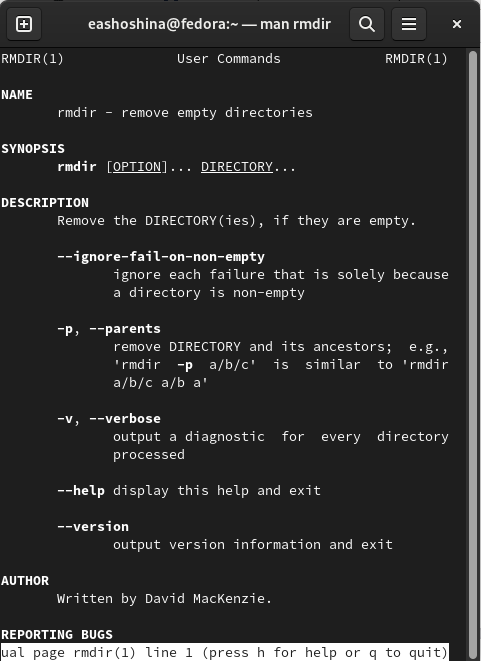 eashoshina@fedora:~ — man rmdir
RMDIR(1) User Commands RMDIR(1)
NAME
rmdir - remove empty directories
SYNOPSIS
rmdir [OPTION]... DIRECTORY...
DESCRIPTION
Remove the DIRECTORY(ies), if they are empty.
--ignore-fail-on-non-empty
ignore each failure that is solely because
a directory is non-empty
-p, --parents
remove DIRECTORY and its ancestors; e.g.,
'rmdir -p a/b/c' is similar to 'rmdir
a/b/c a/b a'
-v, --verbose
output a diagnostic for every directory
processed
--help display this help and exit
--version
output version information and exit
AUTHOR
Written by David MacKenzie.
REPORTING BUGS
ual page rmdir(1) line 1 (press h for help or q to quit)